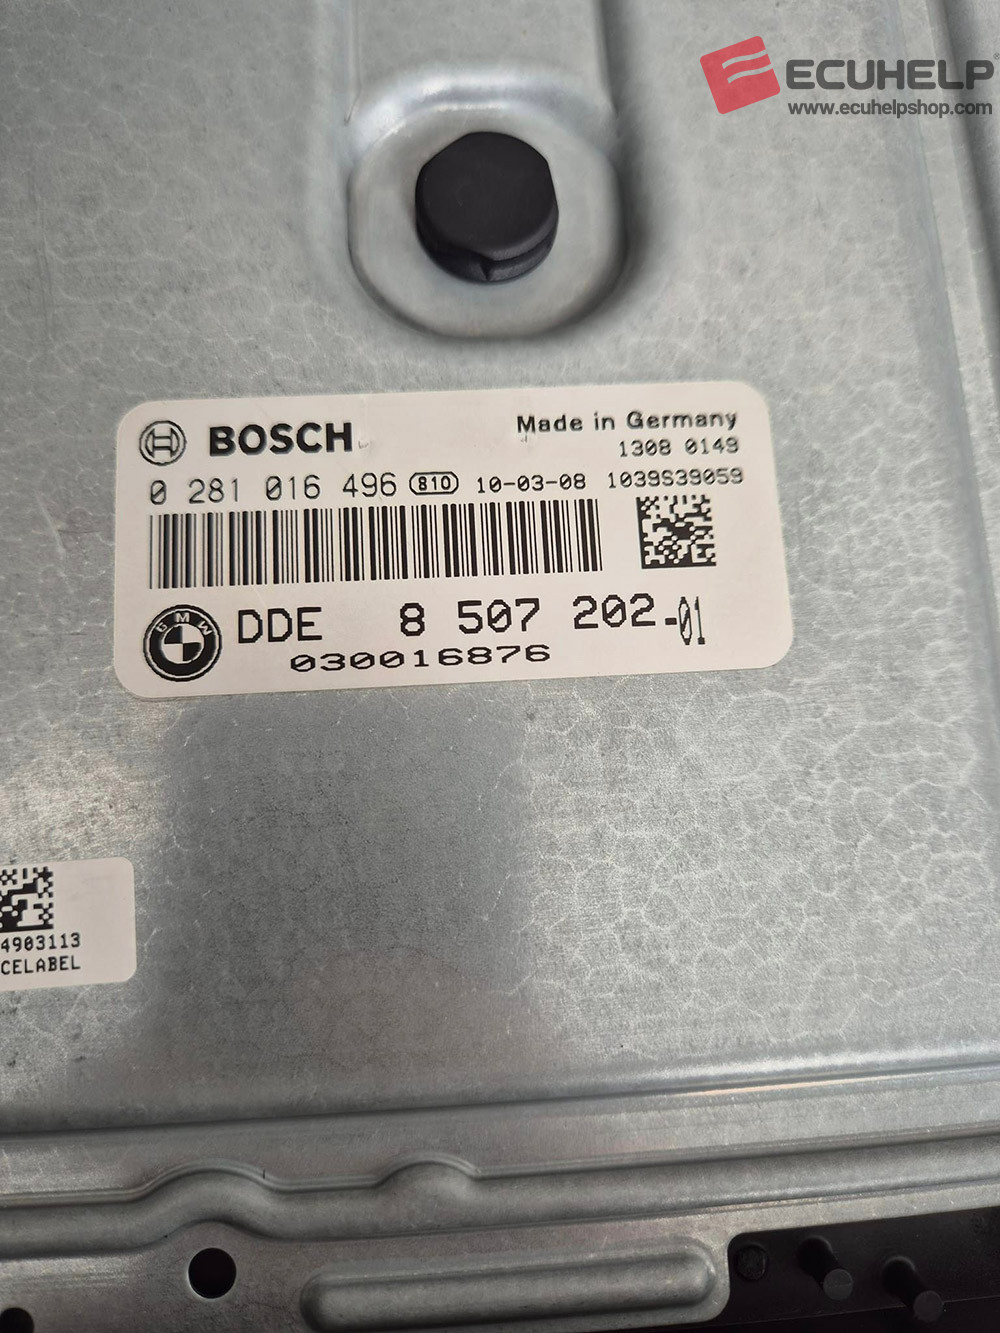 ECUHELP®
www.ecuhelpshop.com
BOSCH
Made in Germany
1308 0149
0 281 016 496 810 10-03-08 1039S39059
BMW DDE 8 507 202-01
030016876
4903113
CELABEL